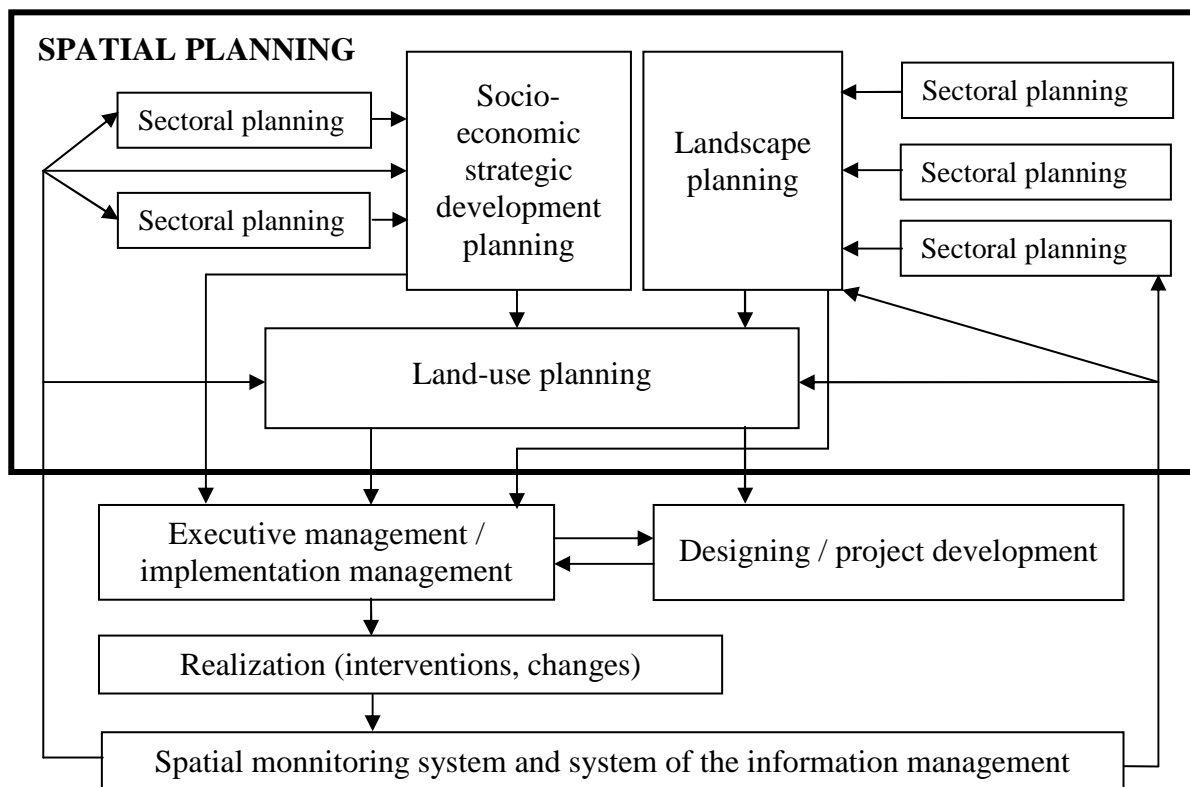 SPATIAL PLANNING
Sectoral planning
Sectoral planning
Socio-
economic
strategic
development
planning
Landscape
planning
Sectoral planning
Sectoral planning
Sectoral planning
Land-use planning
Executive management /
implementation management
Designing / project development
Realization (interventions, changes)
Spatial monnitoring system and system of the information management